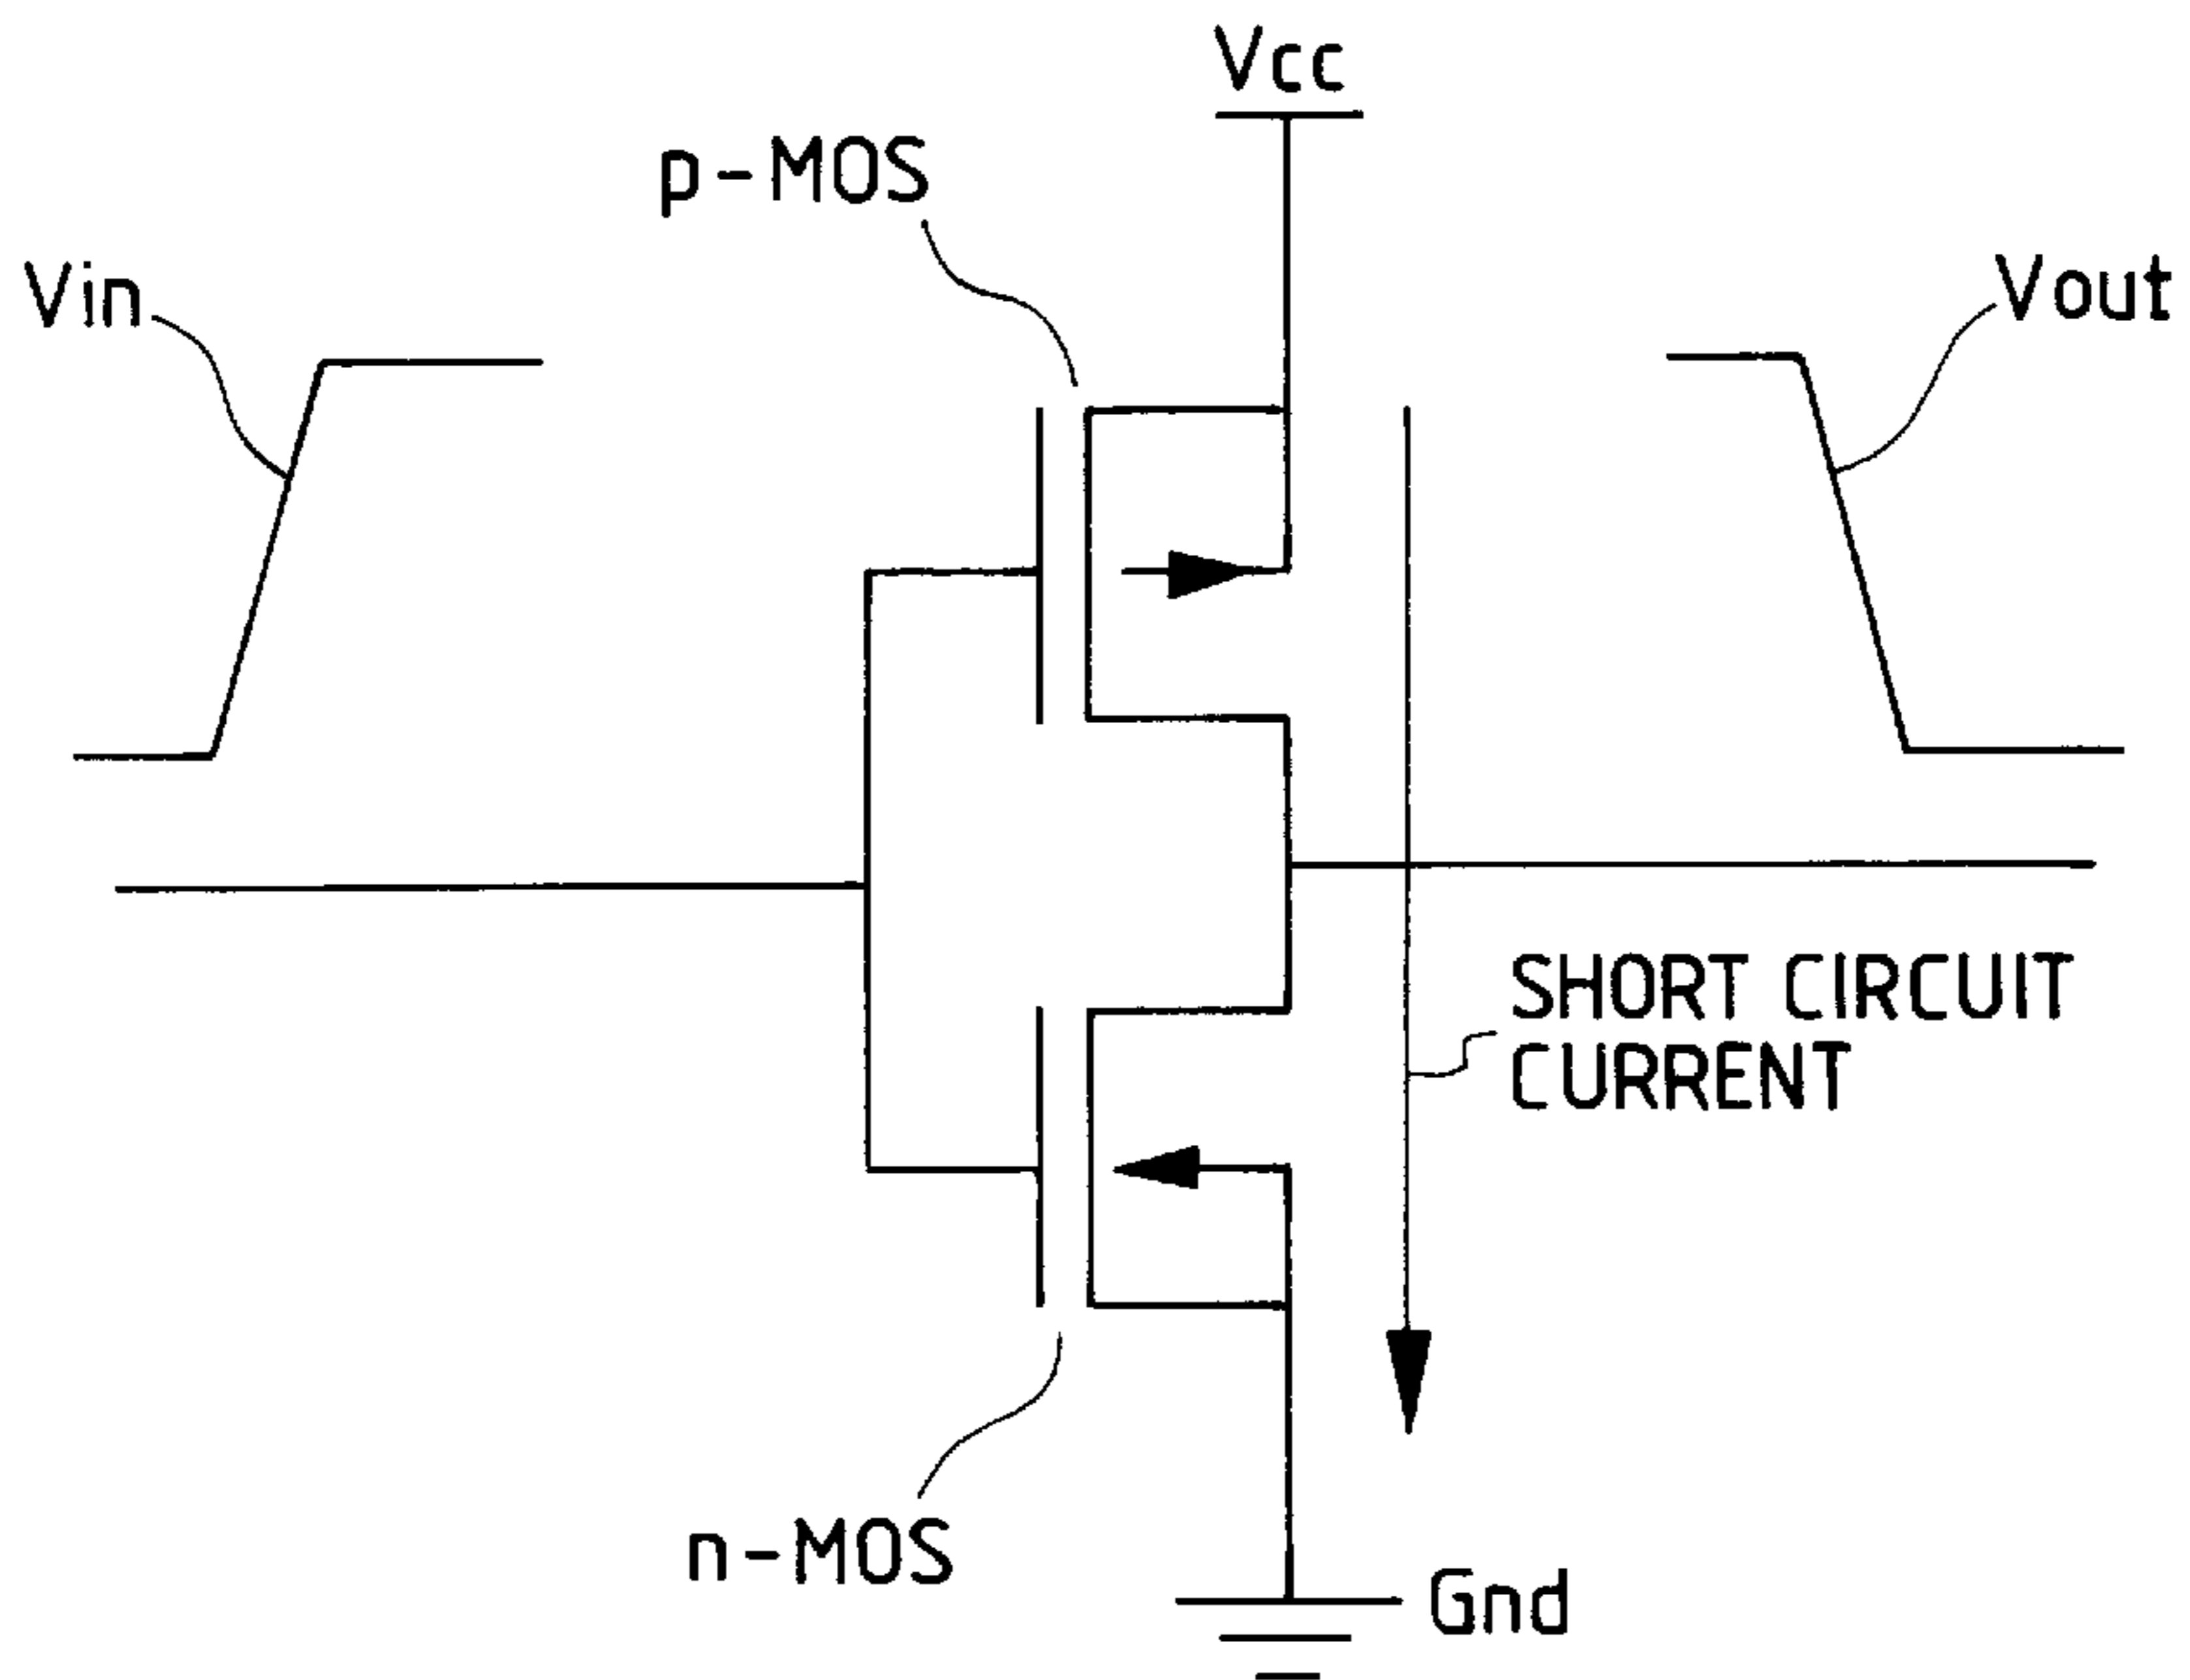 Vcc
p-MOS
Vin
Vout
SHORT CIRCUIT
CURRENT
n-MOS
Gnd